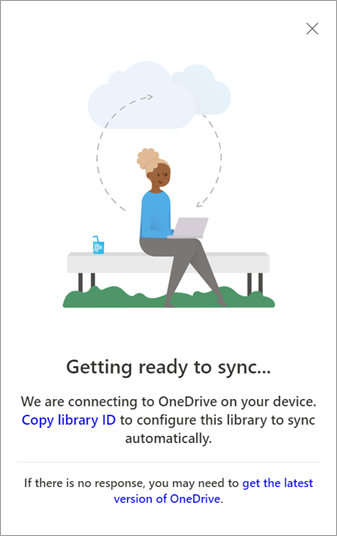 Getting ready to sync...
We are connecting to OneDrive on your device.
Copy library ID to configure this library to sync
automatically.
If there is no response, you may need to get the latest
version of OneDrive.